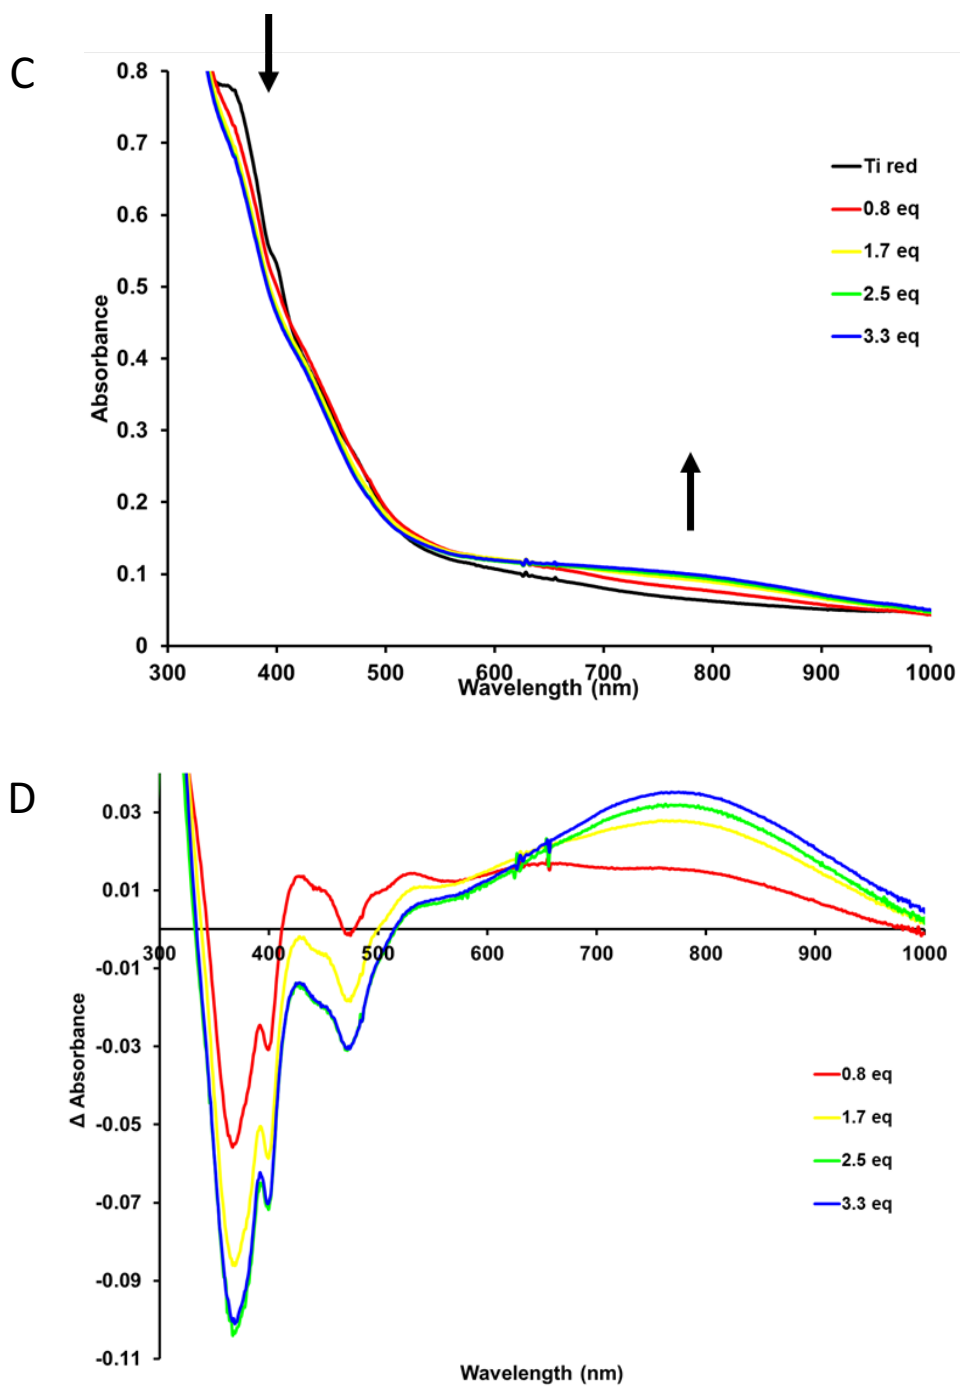 C
0.8
0.7
0.6
0.5
0.4
0.3
0.2
0.1
0
Absorbance
Ti red
0.8 eq
1.7 eq
2.5 eq
3.3 eq
300 400 500 600 700 800 900 1000
Wavelength (nm)
D
0.03
0.01
-0.01
-0.03
-0.05
-0.07
-0.09
-0.11
Δ Absorbance
300 400 500 600 700 800 900 1000
0.8 eq
1.7 eq
2.5 eq
3.3 eq
Wavelength (nm)